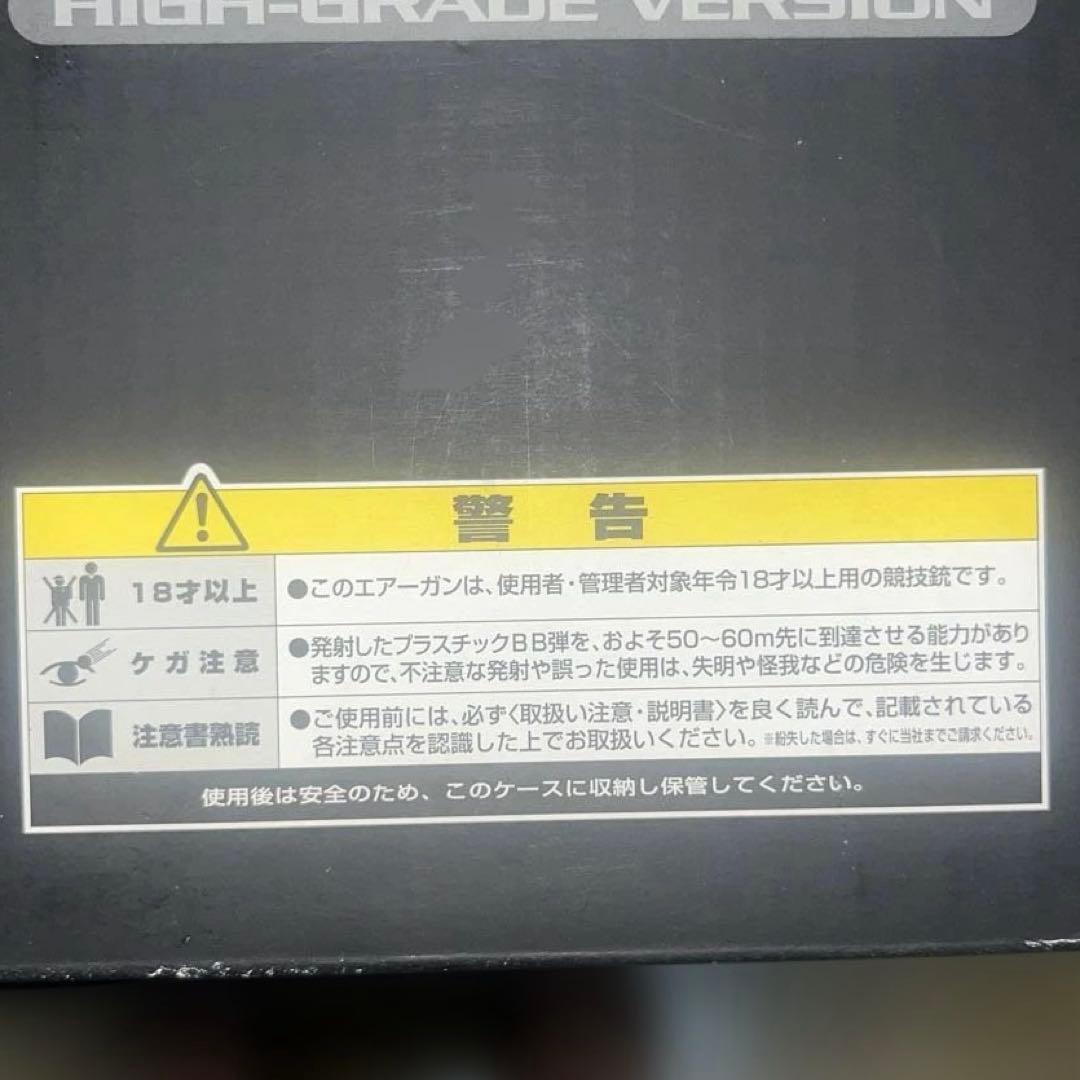 HIGH-GRADE VERSION
警告
18才以上
●このエアーガンは、使用者・管理者対象年令18才以上用の競技銃です。
ケガ注意
●発射したプラスチックBB弾を、およそ50～60m先に到達させる能力があり
ますので、不注意な発射や誤った使用は、失明や怪我などの危険を生じます。
注意書熟読
●ご使用前には、必ず〈取扱い注意・説明書〉を良く読んで、記載されている
各注意点を認識した上でお取扱いください。※紛失した場合は、すぐに当社までご請求ください。
使用後は安全のため、このケースに収納し保管してください。